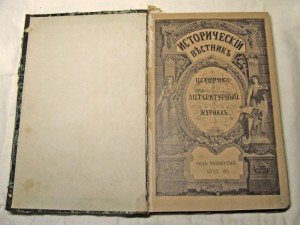 ИСТОРИЧЕСКІЙ
ВѢСТНИКЪ
ИСТОРИКО-
ЛИТЕРАТУРНЫЙ
ЖУРНАЛЪ.